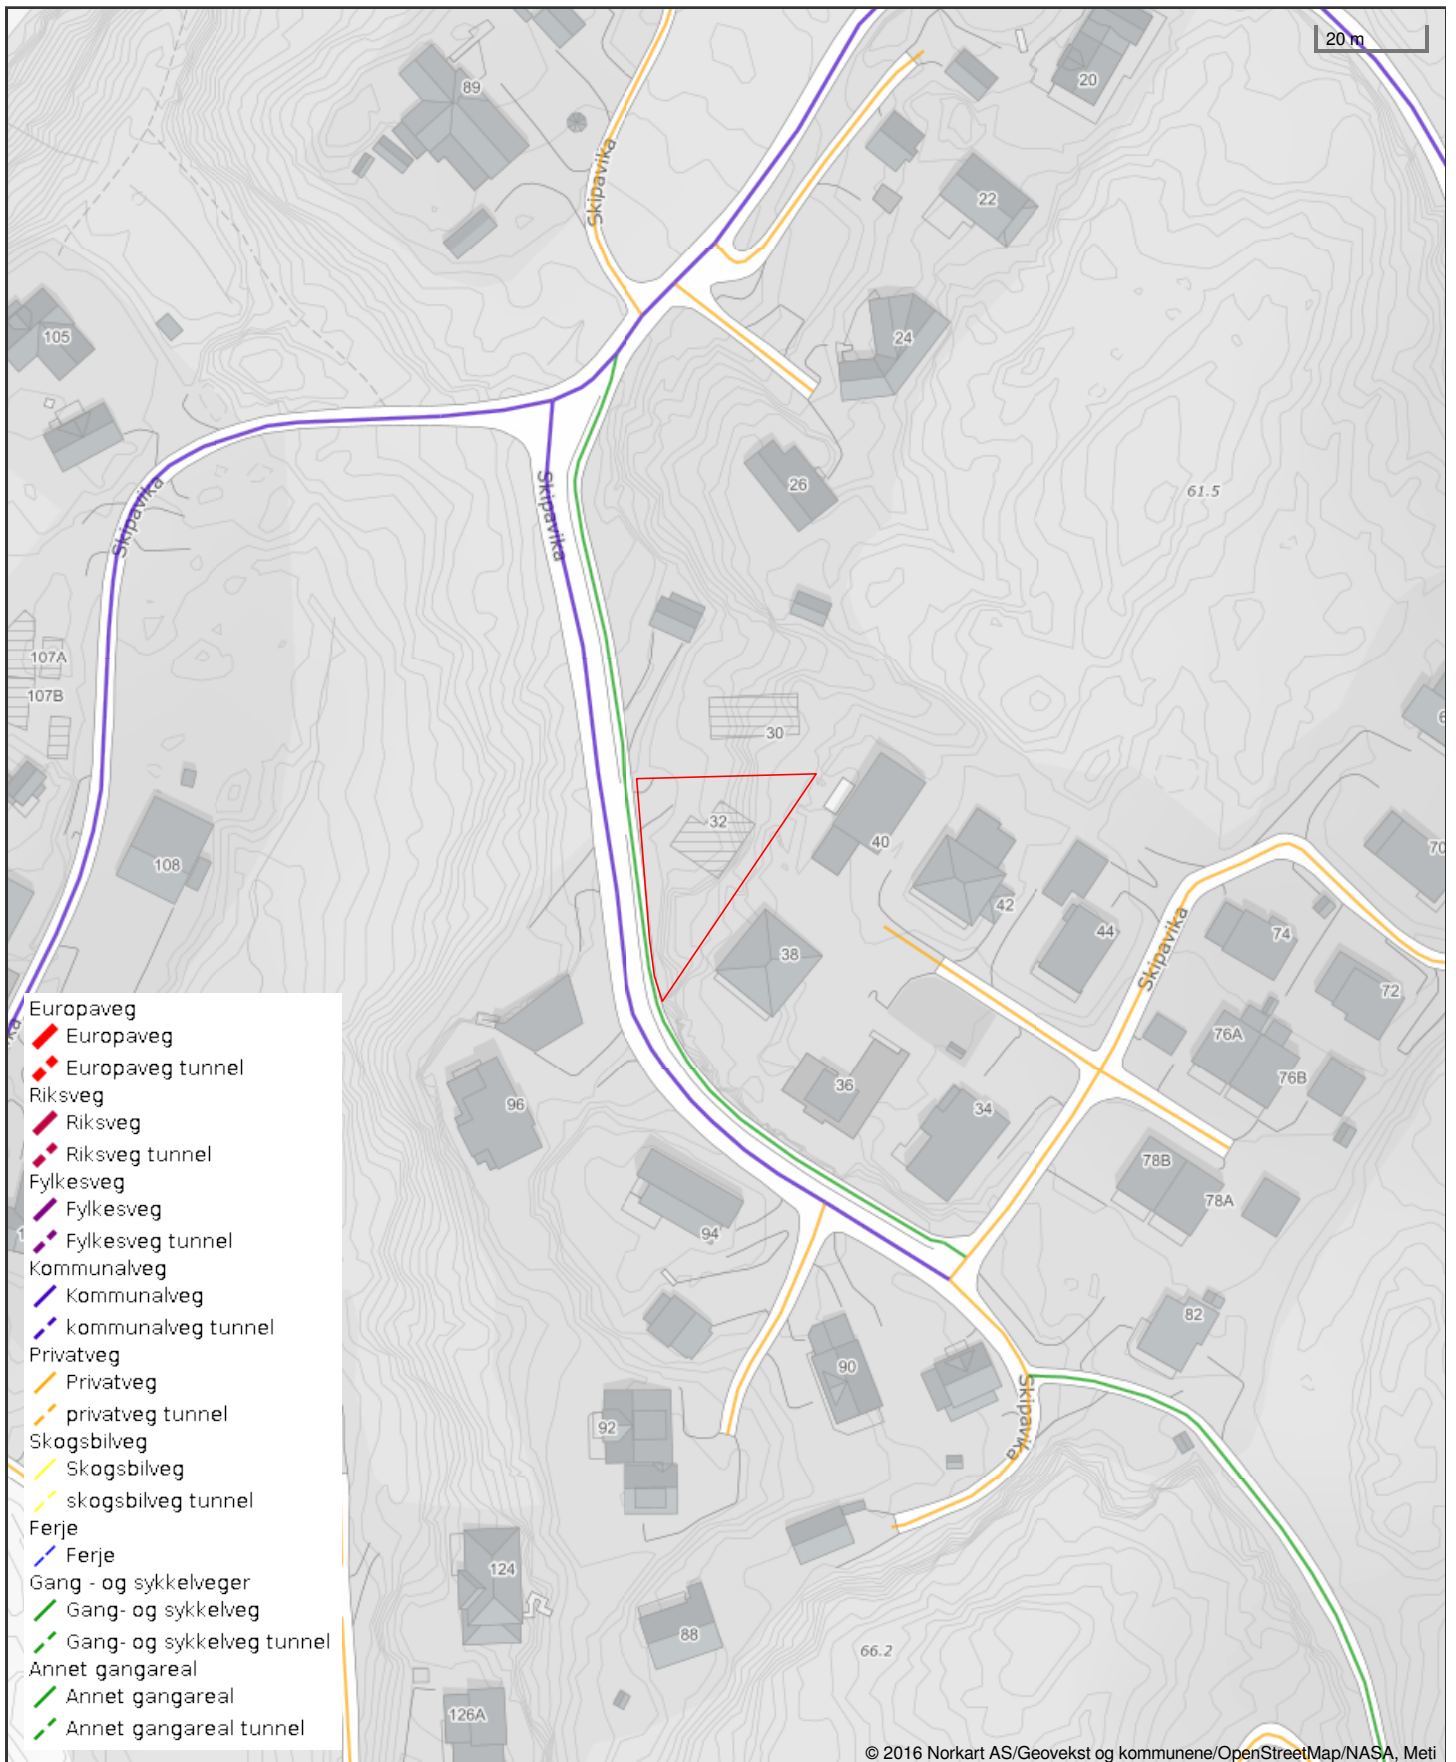 20 m
89
20
Skipavika
22
105
24
26
61.5
Skipavika
Skipavika
107A
107B
30
32
40
108
42
44
Skipavika
74
70
38
72
76A
76B
36
34
96
78B
78A
94
82
90
92
Skipavika
124
88
66.2
126A
Europaveg
Europaveg
Europaveg tunnel
Riksveg
Riksveg
Riksveg tunnel
Fylkesveg
Fylkesveg
Fylkesveg tunnel
Kommunalveg
Kommunalveg
kommunalveg tunnel
Privatveg
Privatveg
privatveg tunnel
Skogsbilveg
Skogsbilveg
skogsbilveg tunnel
Ferje
Ferje
Gang - og sykkelveger
Gang- og sykkelveg
Gang- og sykkelveg tunnel
Annet gangareal
Annet gangareal
Annet gangareal tunnel
© 2016 Norkart AS/Geovekst og kommunene/OpenStreetMap/NASA, Meti